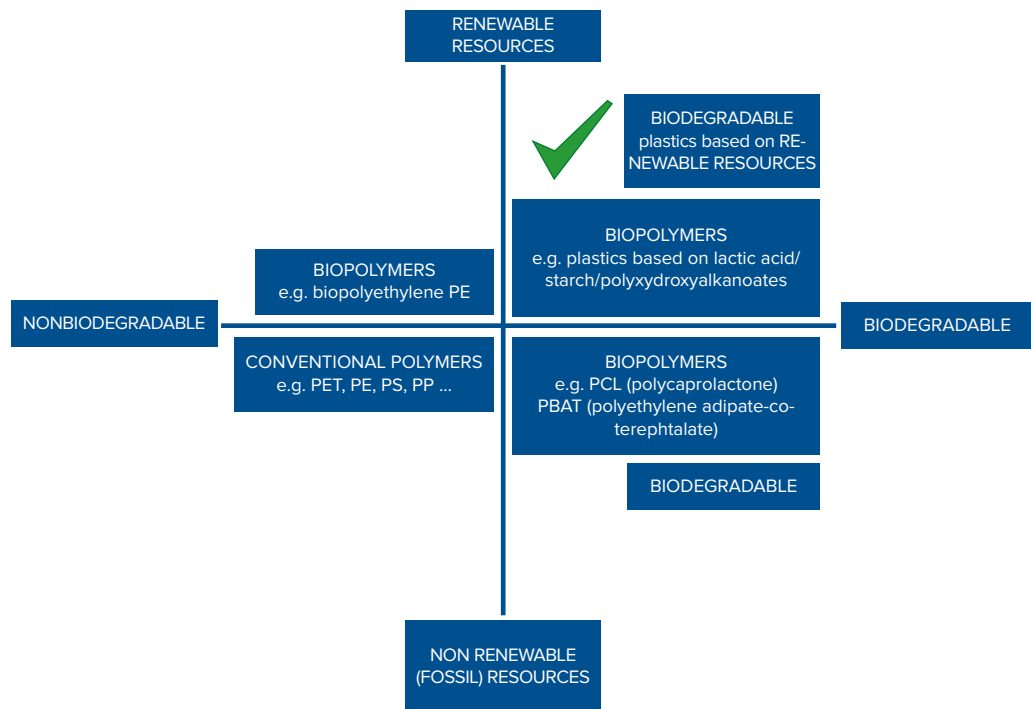 RENEWABLE
RESOURCES
BIODEGRADABLE
plastics based on RE-
NEWABLE RESOURCES
BIOPOLYMERS
e.g. plastics based on lactic acid/
starch/polyxydroxyalkanoates
BIOPOLYMERS
e.g. biopolyethylene PE
NONBIODEGRADABLE
BIODEGRADABLE
CONVENTIONAL POLYMERS
e.g. PET, PE, PS, PP ...
BIOPOLYMERS
e.g. PCL (polycaprolactone)
PBAT (polyethylene adipate-co-
terephtalate)
BIODEGRADABLE
NON RENEWABLE
(FOSSIL) RESOURCES